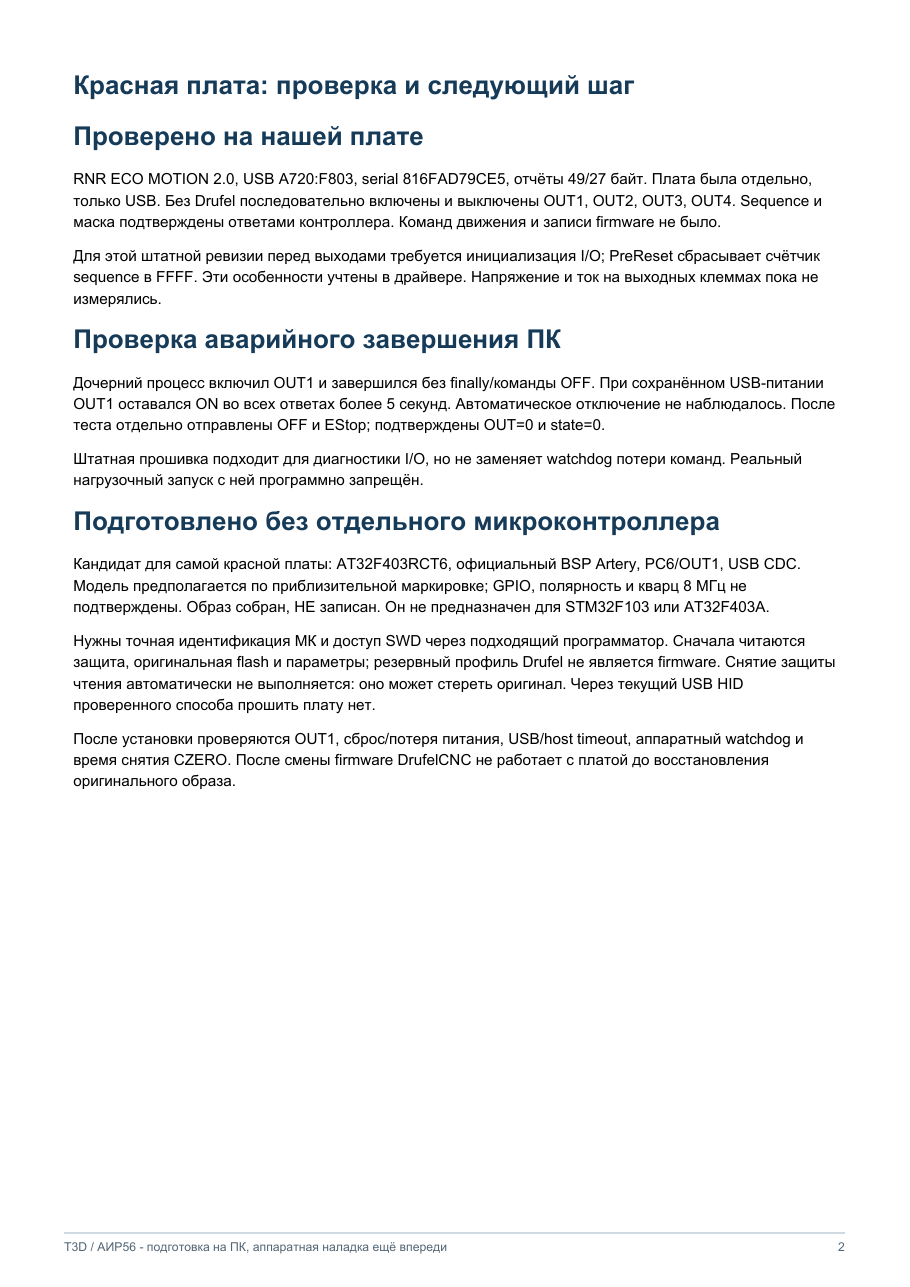 Красная плата: проверка и следующий шаг
Проверено на нашей плате
RNR ECO MOTION 2.0, USB A720:F803, serial 816FAD79CE5, отчёты 49/27 байт. Плата была отдельно,
только USB. Без Drufel последовательно включены и выключены OUT1, OUT2, OUT3, OUT4. Sequence и
маска подтверждены ответами контроллера. Команд движения и записи firmware не было.
Для этой штатной ревизии перед выходами требуется инициализация I/O; PreReset сбрасывает счётчик
sequence в FFFF. Эти особенности учтены в драйвере. Напряжение и ток на выходных клеммах пока не
измерялись.
Проверка аварийного завершения ПК
Дочерний процесс включил OUT1 и завершился без finally/команды OFF. При сохранённом USB-питании
OUT1 оставался ON во всех ответах более 5 секунд. Автоматическое отключение не наблюдалось. После
теста отдельно отправлены OFF и EStop; подтверждены OUT=0 и state=0.
Штатная прошивка подходит для диагностики I/O, но не заменяет watchdog потери команд. Реальный
нагрузочный запуск с ней программно запрещён.
Подготовлено без отдельного микроконтроллера
Кандидат для самой красной платы: AT32F403RCT6, официальный BSP Artery, PC6/OUT1, USB CDC.
Модель предполагается по приблизительной маркировке; GPIO, полярность и кварц 8 МГц не
подтверждены. Образ собран, НЕ записан. Он не предназначен для STM32F103 или AT32F403A.
Нужны точная идентификация МК и доступ SWD через подходящий программатор. Сначала читаются
защита, оригинальная flash и параметры; резервный профиль Drufel не является firmware. Снятие защиты
чтения автоматически не выполняется: оно может стереть оригинал. Через текущий USB HID
проверенного способа прошить плату нет.
После установки проверяются OUT1, сброс/потеря питания, USB/host timeout, аппаратный watchdog и
время снятия CZERO. После смены firmware DrufelCNC не работает с платой до восстановления
оригинального образа.
T3D / АИР56 - подготовка на ПК, аппаратная наладка ещё впереди
2